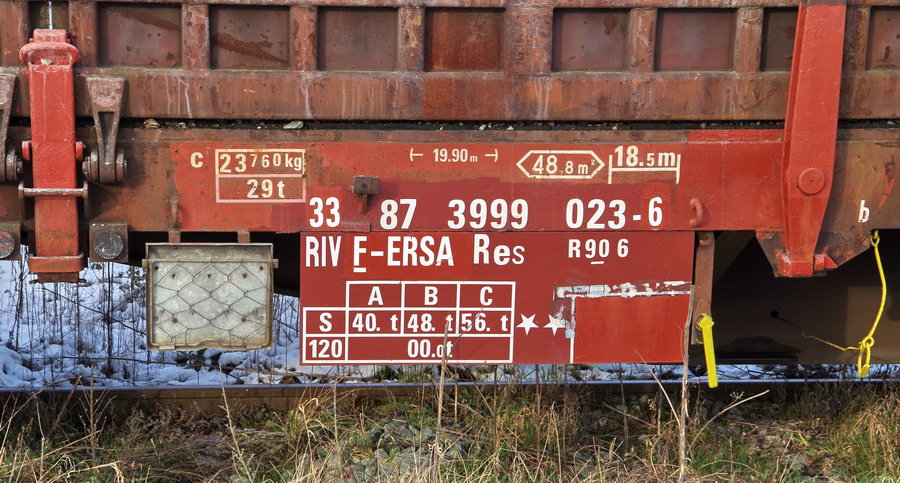 C 23760kg 19.90m 48.8m² 18.5m
29t
33 87 3999 023-6 b
RIV F-ERSA Res R90 6
A B C
S 40. t 48. t 56. t
120 00.0t